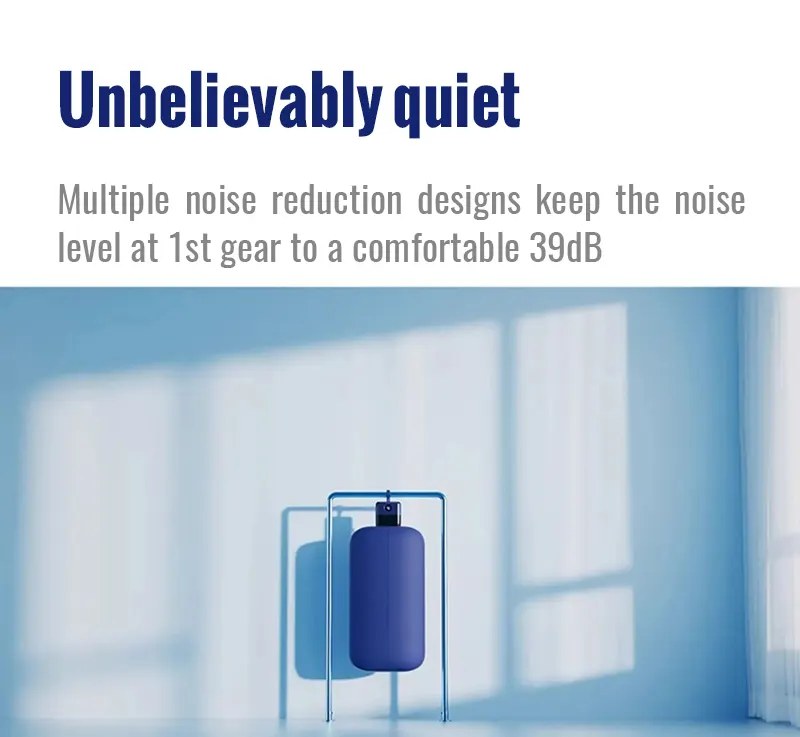 Unbelievably quiet
Multiple noise reduction designs keep the noise
level at 1st gear to a comfortable 39dB